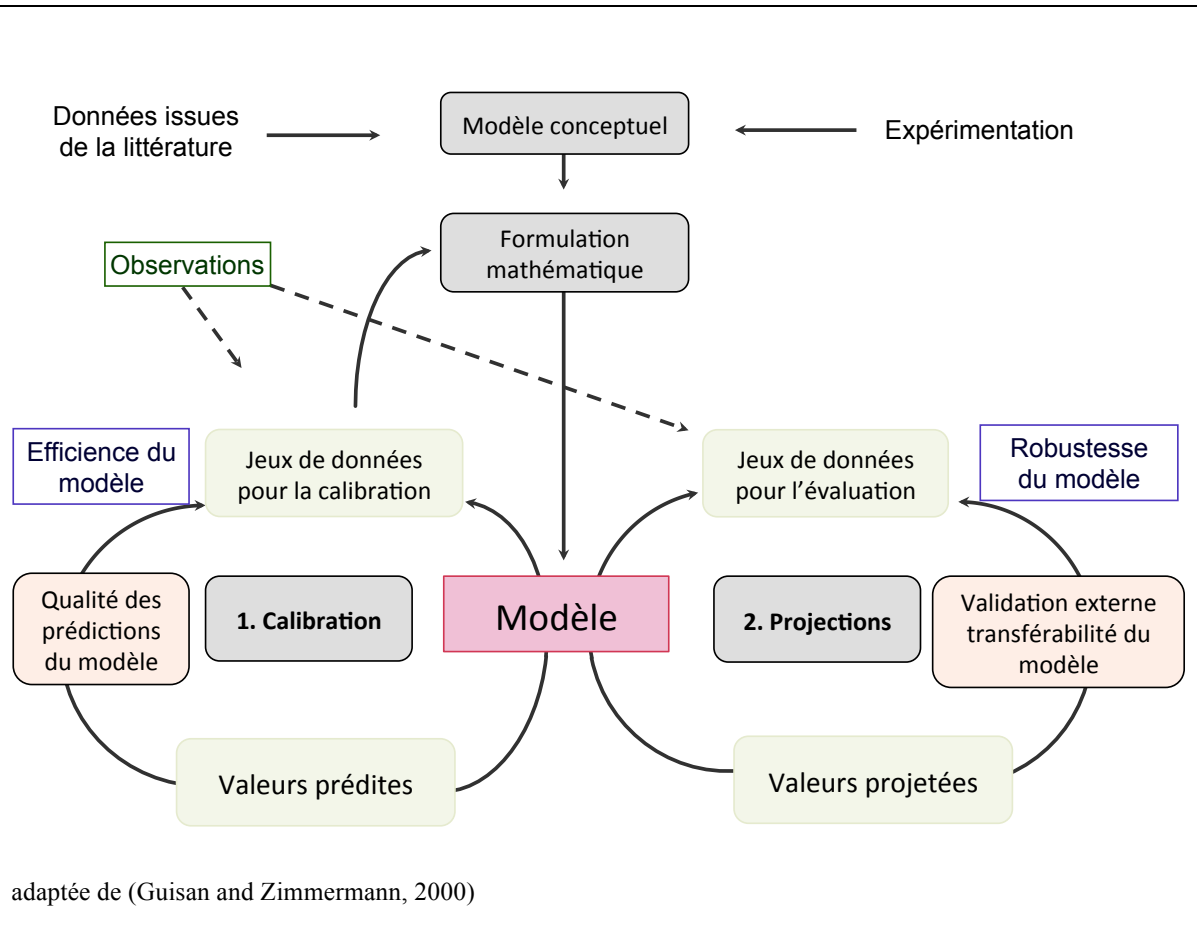 Données issues
de la littérature
Modèle conceptuel
Expérimentation
Formulation
mathématique
Observations
Efficience du
modèle
Jeux de données
pour la calibration
Jeux de données
pour l'évaluation
Robustesse
du modèle
Qualité des
prédictions
du modèle
1. Calibration
Modèle
2. Projections
Validation externe
transférabilité du
modèle
Valeurs prédites
Valeurs projetées
adaptée de (Guisan and Zimmermann, 2000)